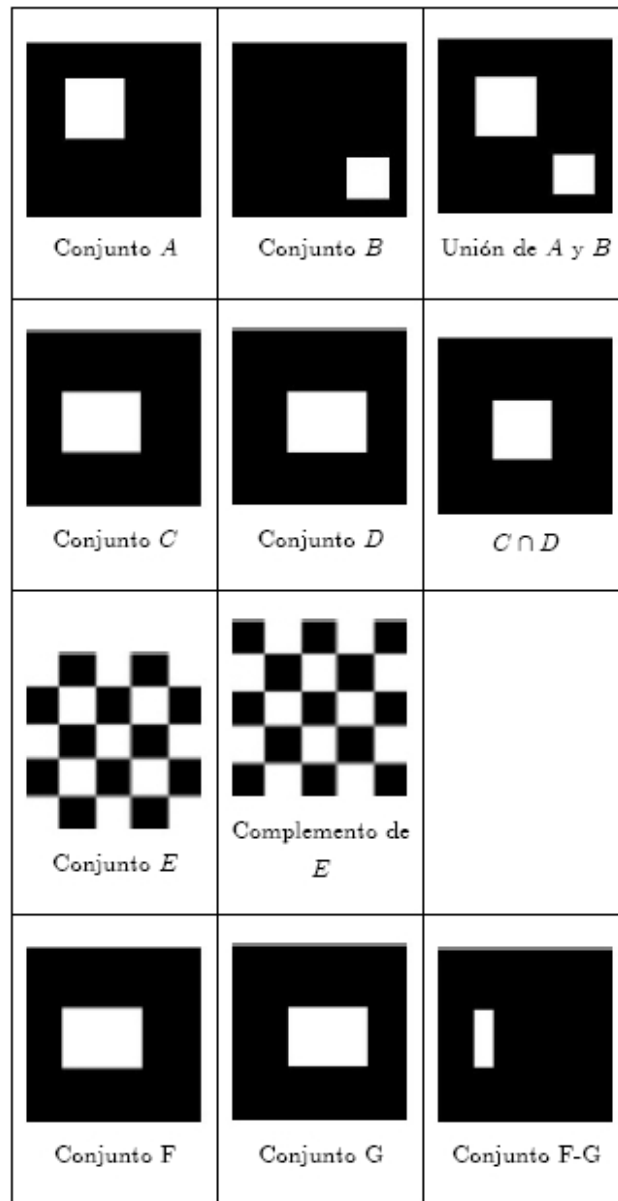 Conjunto A
Conjunto B
Unión de A y B
Conjunto C
Conjunto D
C ∩ D
Conjunto E
Complemento de
E
Conjunto F
Conjunto G
Conjunto F-G